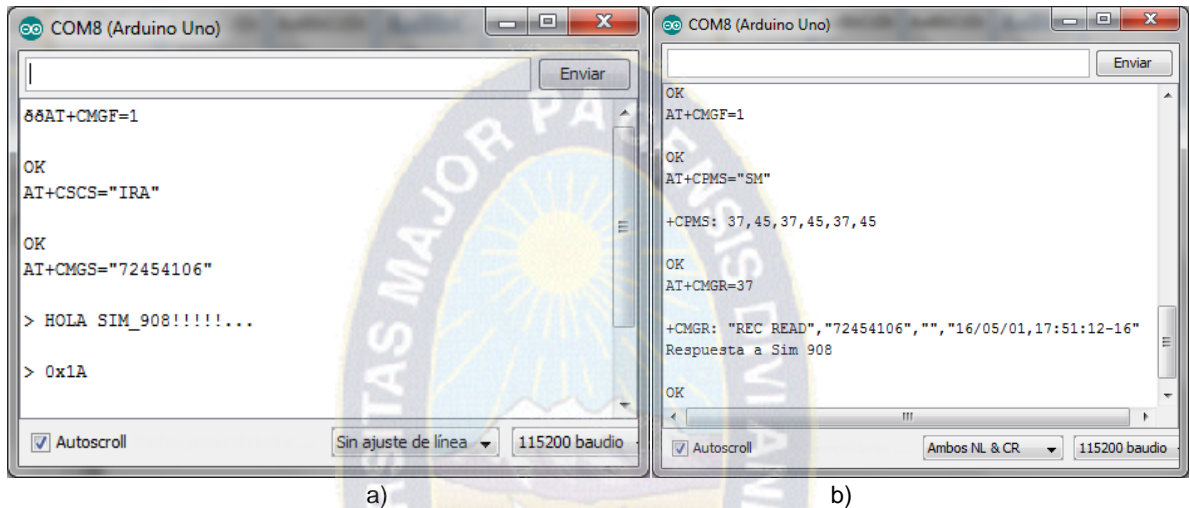 COM8 (Arduino Uno)
Enviar
ððAT+CMGF=1
OK
AT+CSCS="IRA"
OK
AT+CMGS="72454106"
> HOLA SIM_908!!!!!...
> 0x1A
Autoscroll
Sin ajuste de línea
115200 baudio
a)
COM8 (Arduino Uno)
Enviar
OK
AT+CMGF=1
OK
AT+CPMS="SM"
+CPMS: 37,45,37,45,37,45
OK
AT+CMGR=37
+CMGR: "REC READ","72454106","","16/05/01,17:51:12-16"
Respuesta a Sim 908
OK
Autoscroll
Ambos NL & CR
115200 baudio
b)